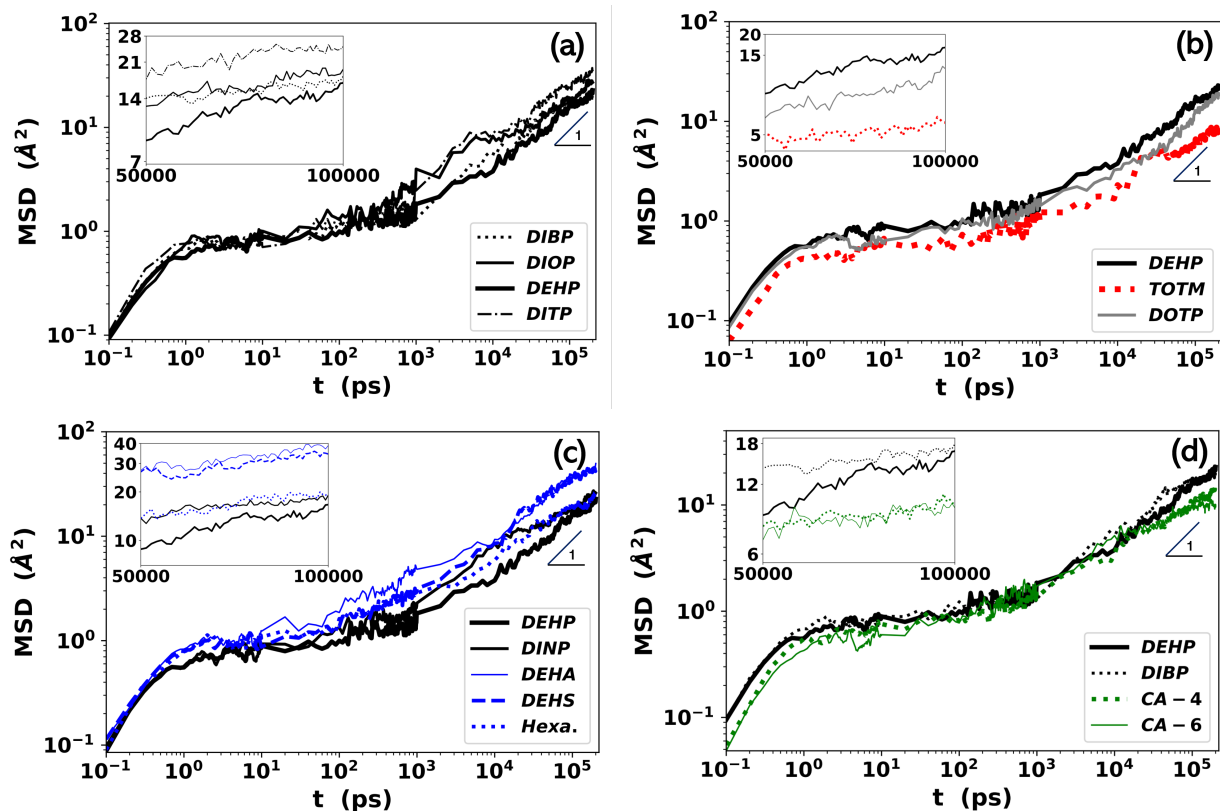 (a)
MSD (Å²)
10²
10¹
10⁰
10⁻¹
28
21
14
7
50000 100000
1
DIBP
DIOP
DEHP
DITP
10⁻¹ 10⁰ 10¹ 10² 10³ 10⁴ 10⁵
t (ps)
(b)
MSD (Å²)
10²
10¹
10⁰
10⁻¹
20
15
5
50000 100000
1
DEHP
TOTM
DOTP
10⁻¹ 10⁰ 10¹ 10² 10³ 10⁴ 10⁵
t (ps)
(c)
MSD (Å²)
10²
10¹
10⁰
10⁻¹
40
30
20
10
50000 100000
1
DEHP
DINP
DEHA
DEHS
Hexa.
10⁻¹ 10⁰ 10¹ 10² 10³ 10⁴ 10⁵
t (ps)
(d)
MSD (Å²)
10¹
10⁰
10⁻¹
18
12
6
50000 100000
1
DEHP
DIBP
CA − 4
CA − 6
10⁻¹ 10⁰ 10¹ 10² 10³ 10⁴ 10⁵
t (ps)